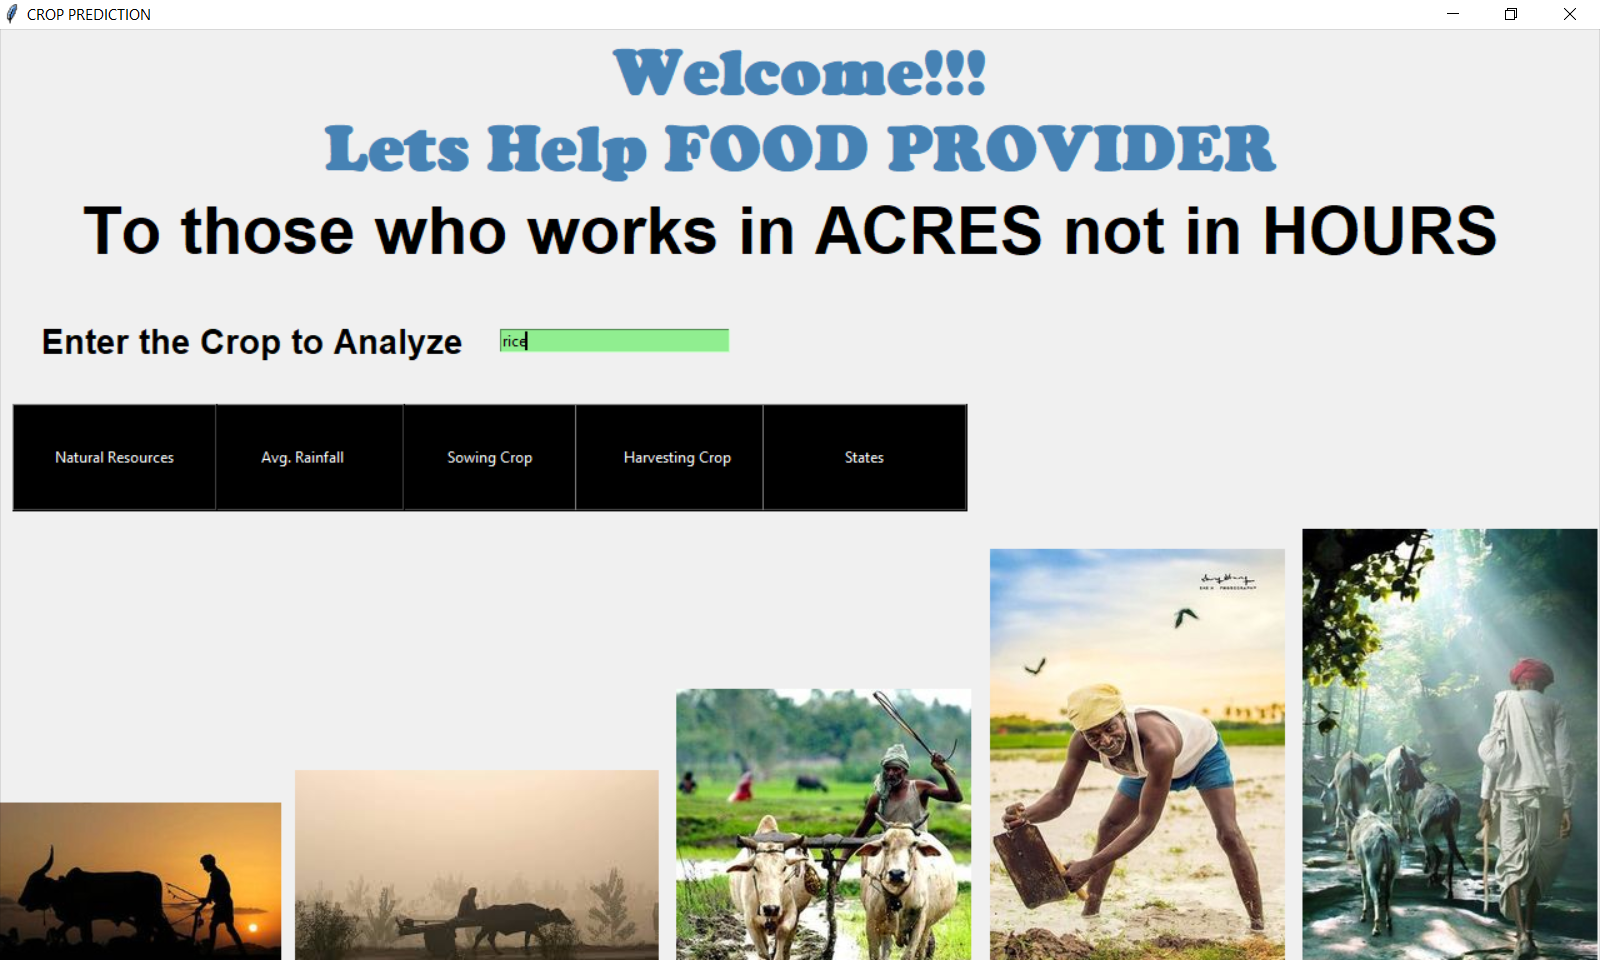 CROP PREDICTION
Welcome!!!
Lets Help FOOD PROVIDER
To those who works in ACRES not in HOURS
Enter the Crop to Analyze rice
Natural Resources Avg. Rainfall Sowing Crop Harvesting Crop States